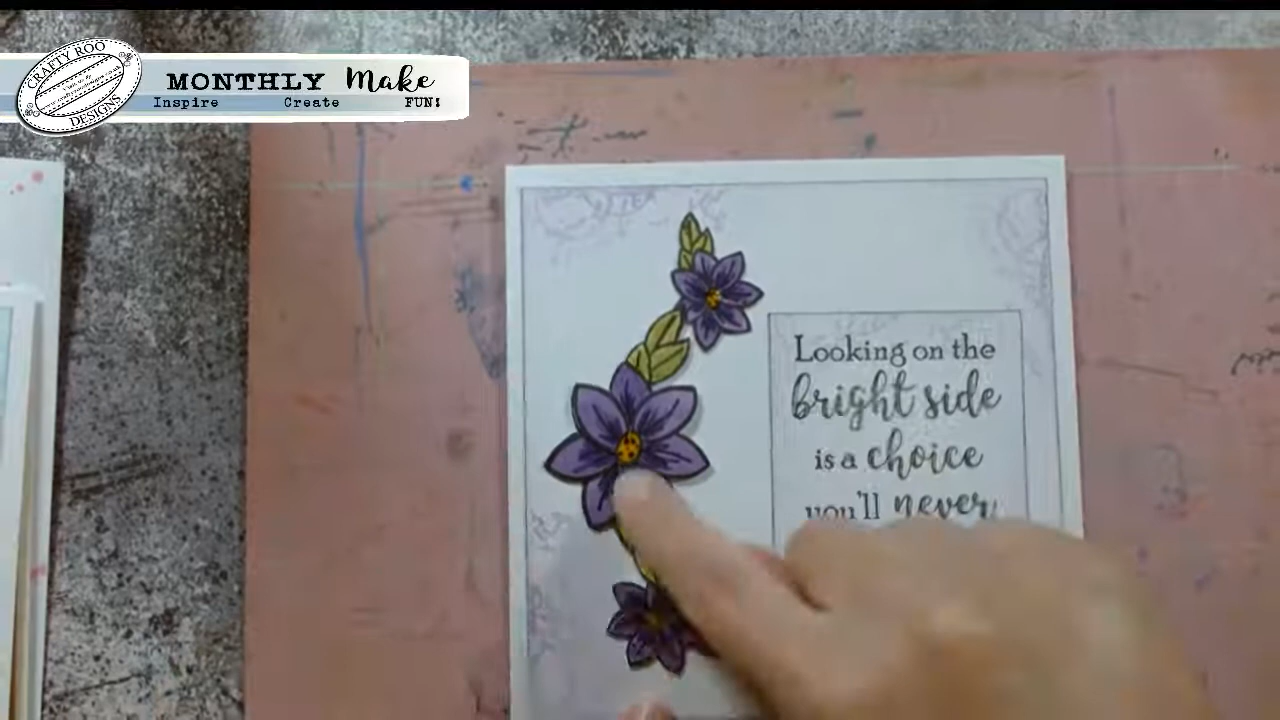 CRAFTY ROO
DESIGNS
MONTHLY Make
Inspire Create FUN!
Looking on the
bright side
is a choice
you'll never